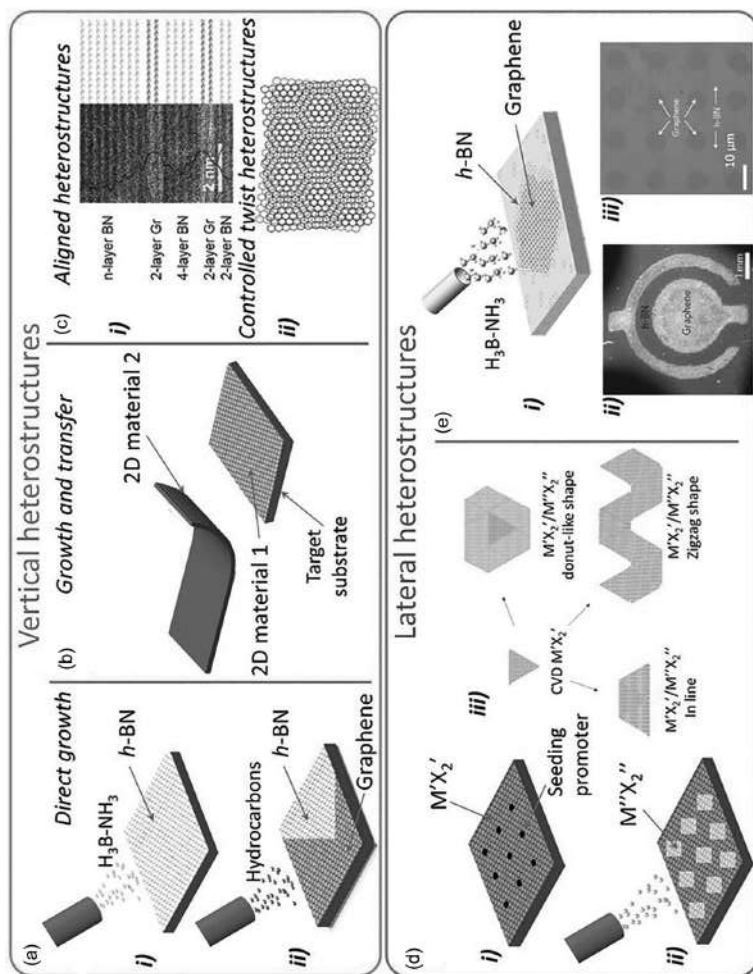 Vertical heterostructures
(a)
Direct growth
H₃B-NH₃
h-BN
i)
Hydrocarbons
h-BN
Graphene
ii)
(b)
Growth and transfer
2D material 2
2D material 1
Target
substrate
(c)
Aligned heterostructures
n-layer BN
2-layer Gr
4-layer BN
2-layer Gr
2-layer BN
2 nm
i)
Controlled twist heterostructures
ii)
Lateral heterostructures
(d)
M'X₂'
Seeding
promoter
i)
M''X₂''
ii)
iii)
CVD M'X₂'
M'X₂'/M''X₂''
donut-like shape
M'X₂'/M''X₂''
In line
M'X₂'/M''X₂''
Zigzag shape
(e)
H₃B-NH₃
h-BN
Graphene
i)
h-BN
Graphene
1 mm
ii)
Graphene
h-BN
10 µm
iii)